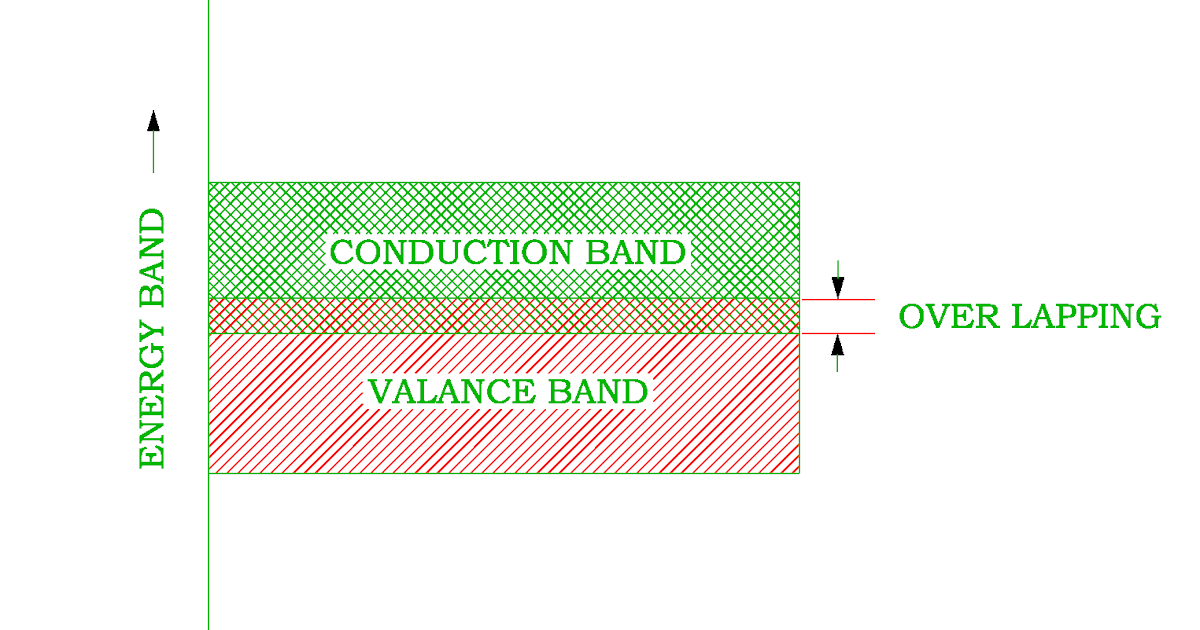 ENERGY BAND
CONDUCTION BAND
OVER LAPPING
VALANCE BAND